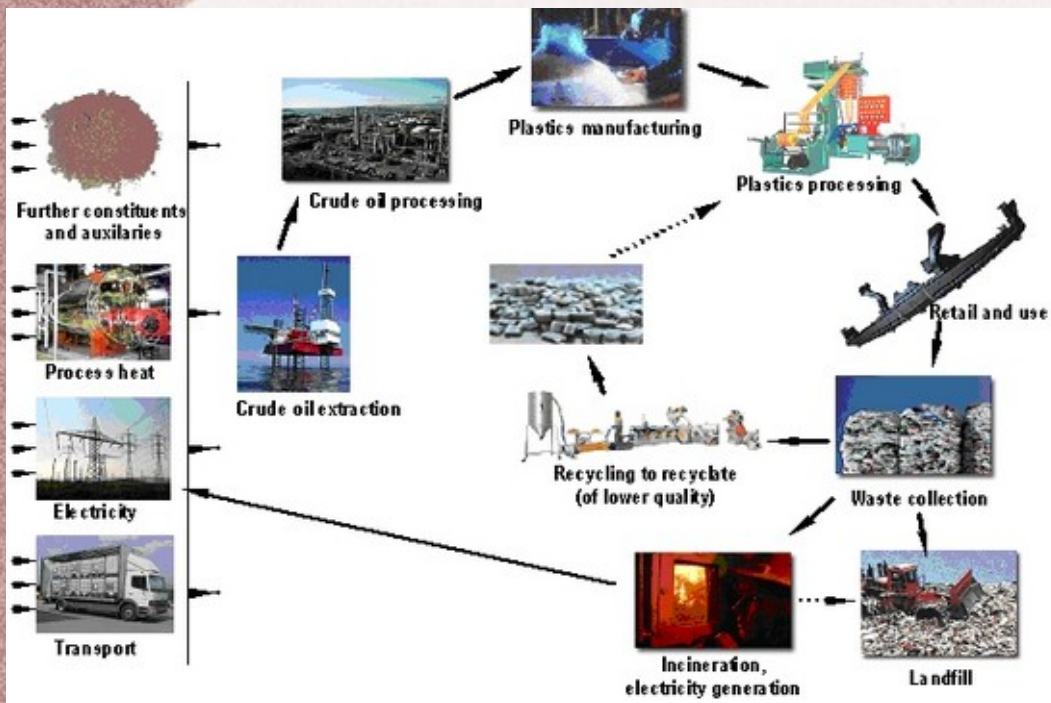 Plastics manufacturing
Crude oil processing
Plastics processing
Further constituents
and auxilaries
Retail and use
Process heat
Crude oil extraction
Recycling to recyclate
(of lower quality)
Waste collection
Electricity
Transport
Incineration,
electricity generation
Landfill